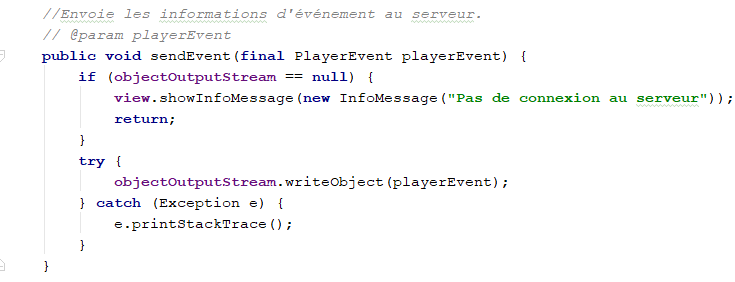 //Envoie les informations d'événement au serveur.
// @param playerEvent
public void sendEvent(final PlayerEvent playerEvent) {
    if (objectOutputStream == null) {
        view.showInfoMessage(new InfoMessage("Pas de connexion au serveur"));
        return;
    }
    try {
        objectOutputStream.writeObject(playerEvent);
    } catch (Exception e) {
        e.printStackTrace();
    }
}